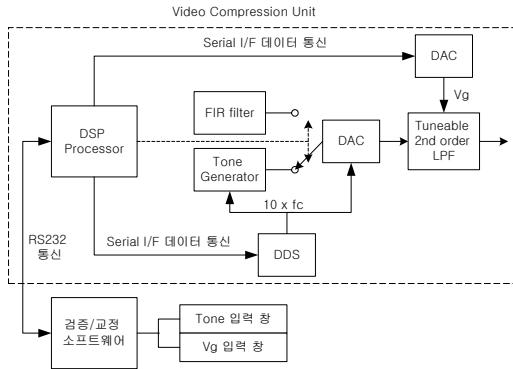 Video Compression Unit
Serial I/F 데이터 통신
DAC
Vg
FIR filter
DSP
Processor
DAC
Tuneable
2nd order
LPF
Tone
Generator
10 x fc
RS232
통신
Serial I/F 데이터 통신
DDS
검증/교정
소프트웨어
Tone 입력 창
Vg 입력 창